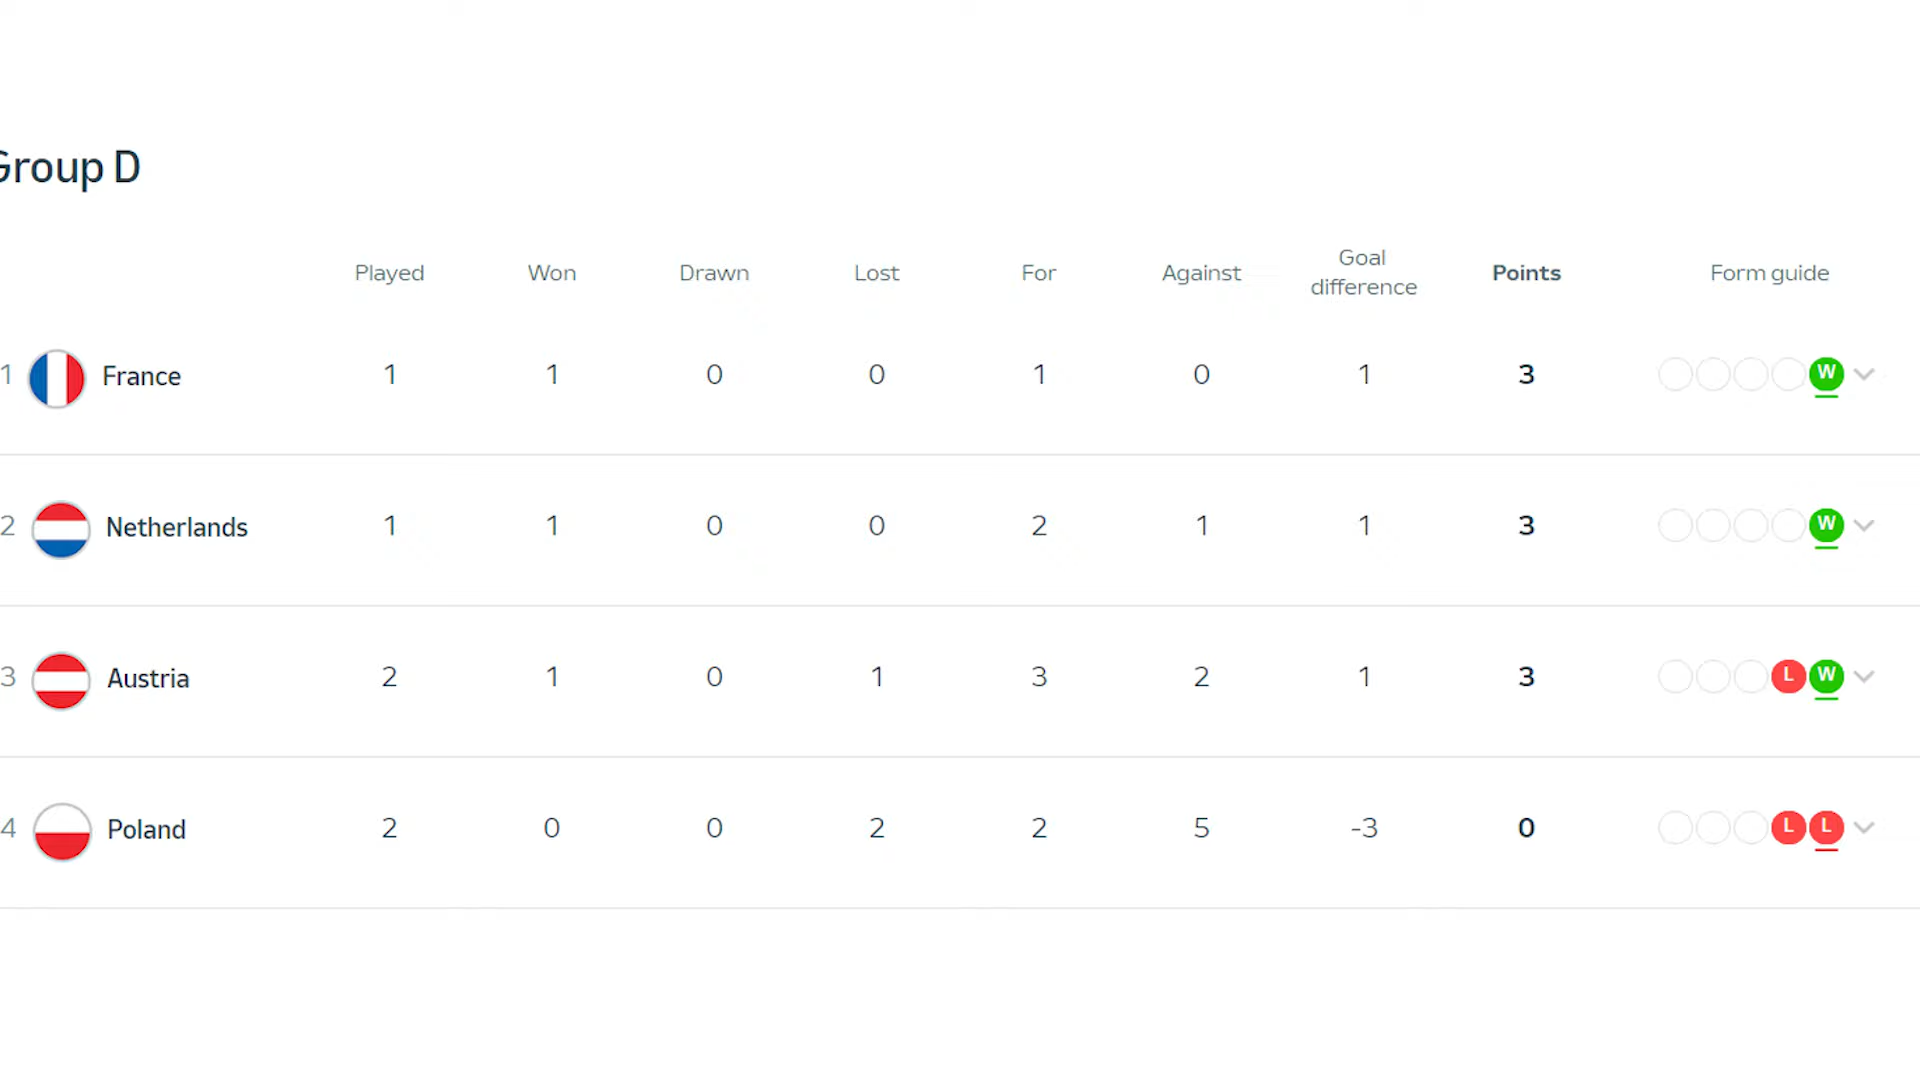 Group D
Played Won Drawn Lost For Against Goal difference Points Form guide
1 France 1 1 0 0 1 0 1 3 W
2 Netherlands 1 1 0 0 2 1 1 3 W
3 Austria 2 1 0 1 3 2 1 3 L W
4 Poland 2 0 0 2 2 5 -3 0 L L